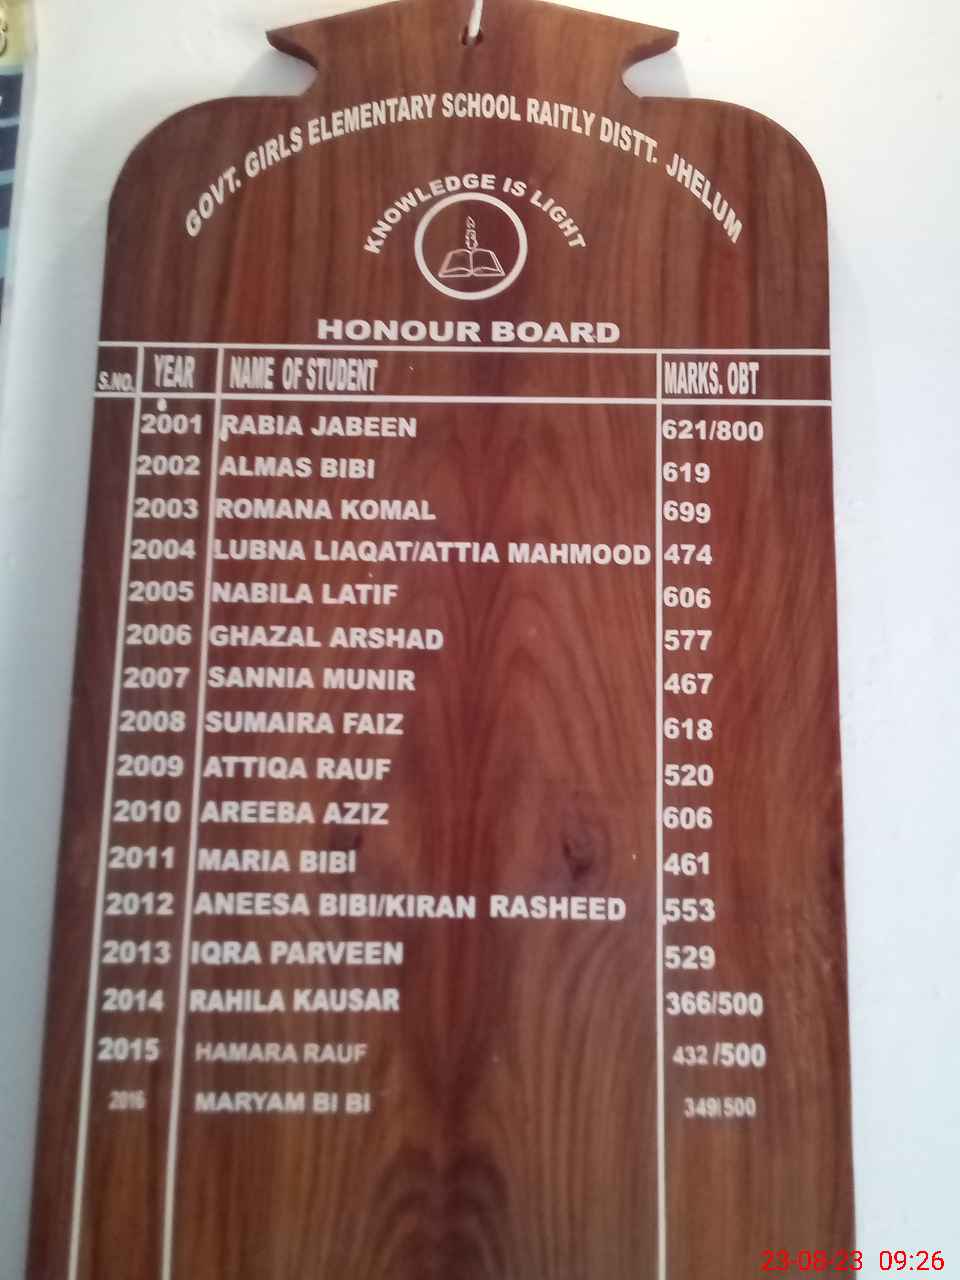 GOVT. GIRLS ELEMENTARY SCHOOL RAITLY DISTT. JHELUM
KNOWLEDGE IS LIGHT
HONOUR BOARD
S.NO. YEAR NAME OF STUDENT MARKS. OBT
2001 RABIA JABEEN 621/800
2002 ALMAS BIBI 619
2003 ROMANA KOMAL 699
2004 LUBNA LIAQAT/ATTIA MAHMOOD 474
2005 NABILA LATIF 606
2006 GHAZAL ARSHAD 577
2007 SANNIA MUNIR 467
2008 SUMAIRA FAIZ 618
2009 ATTIQA RAUF 520
2010 AREEBA AZIZ 606
2011 MARIA BIBI 461
2012 ANEESA BIBI/KIRAN RASHEED 553
2013 IQRA PARVEEN 529
2014 RAHILA KAUSAR 366/500
2015 HAMARA RAUF 432 /500
2016 MARYAM BI BI 349/500
23-08-23 09:26